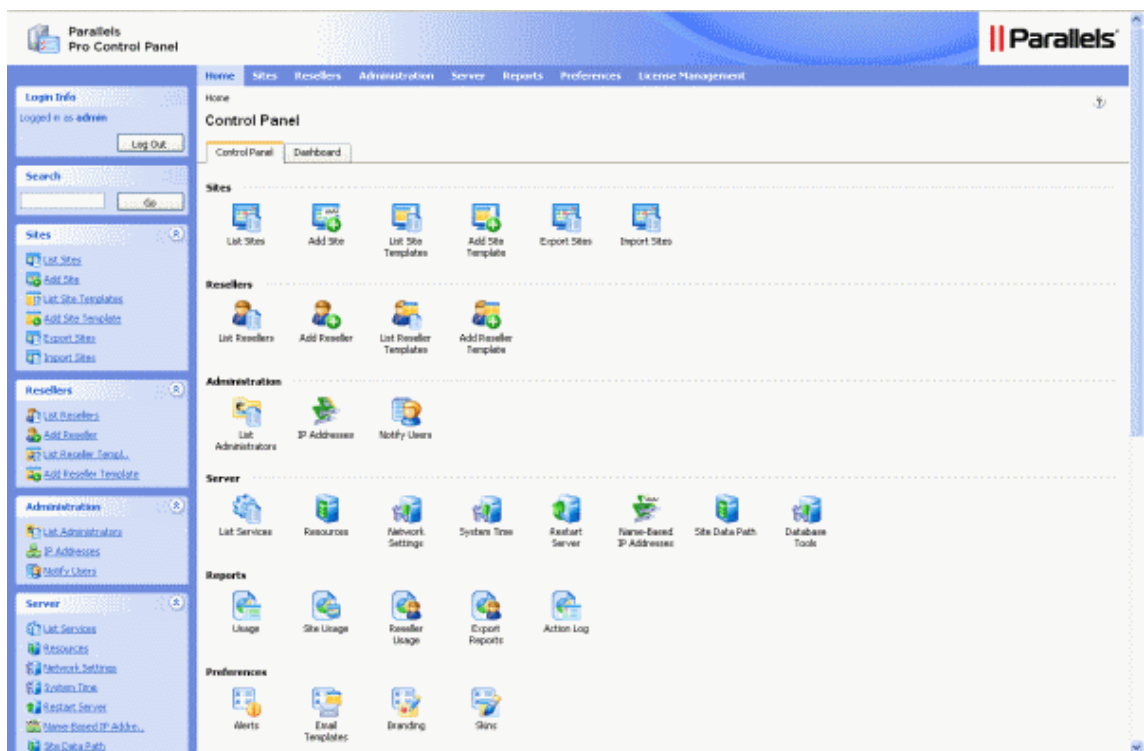 Parallels
Pro Control Panel
Parallels
Home Sites Resellers Administration Server Reports Preferences License Management
Login Info
Logged in as admin
Log Out
Search
Go
Sites
List Sites
Add Site
List Site Templates
Add Site Template
Export Sites
Import Sites
Resellers
List Resellers
Add Reseller
List Reseller Templ..
Add Reseller Template
Administration
List Administrators
IP Addresses
Notify Users
Server
List Services
Resources
Network Settings
System Time
Restart Server
Name-Based IP Addre..
Site Data Path
Home
Control Panel
Control Panel Dashboard
Sites
List Sites
Add Site
List Site
Templates
Add Site
Template
Export Sites
Import Sites
Resellers
List Resellers
Add Reseller
List Reseller
Templates
Add Reseller
Template
Administration
List
Administrators
IP Addresses
Notify Users
Server
List Services
Resources
Network
Settings
System Time
Restart
Server
Name-Based
IP Addresses
Site Data Path
Database
Tools
Reports
Usage
Site Usage
Reseller
Usage
Export
Reports
Action Log
Preferences
Alerts
Email
Templates
Branding
Skins